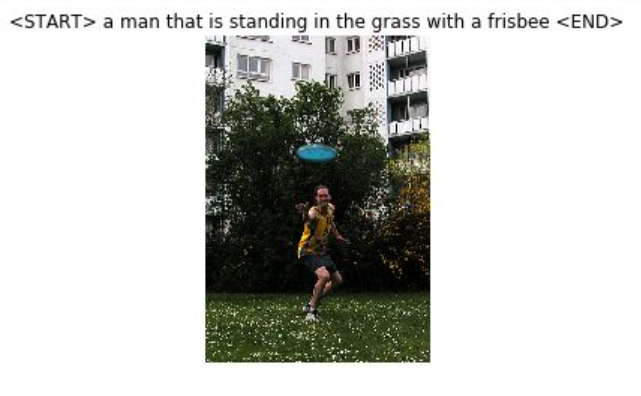 <START> a man that is standing in the grass with a frisbee <END>